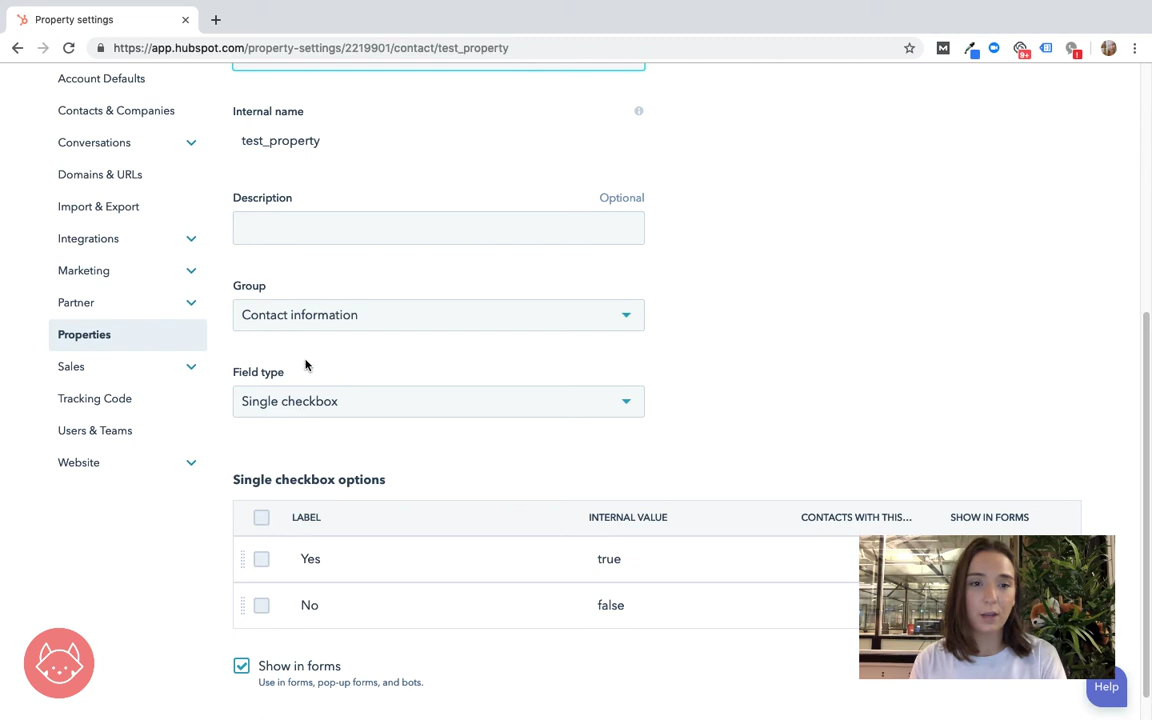 Property settings
https://app.hubspot.com/property-settings/2219901/contact/test_property
M
9+
!
Account Defaults
Contacts & Companies
Conversations
Domains & URLs
Import & Export
Integrations
Marketing
Partner
Properties
Sales
Tracking Code
Users & Teams
Website
Internal name
test_property
Description Optional
Group
Contact information
Field type
Single checkbox
Single checkbox options
LABEL INTERNAL VALUE CONTACTS WITH THIS... SHOW IN FORMS
Yes true
No false
Show in forms
Use in forms, pop-up forms, and bots.
Help